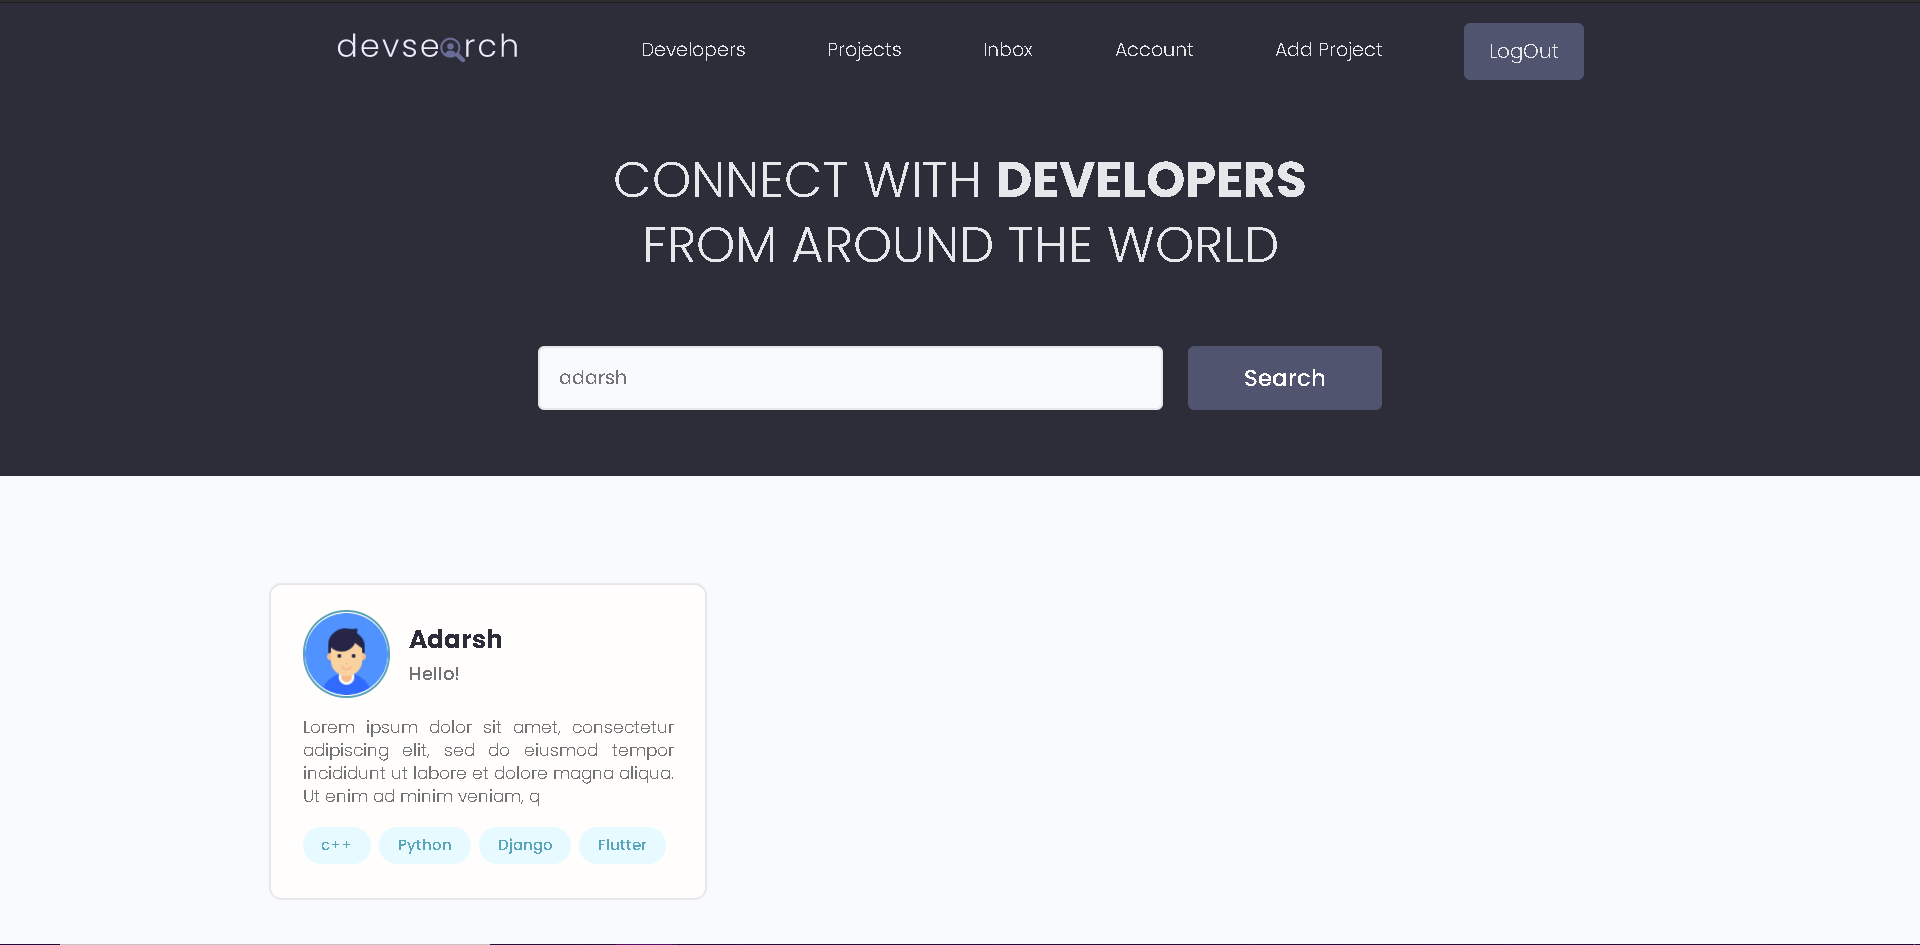 devsearch
Developers
Projects
Inbox
Account
Add Project
LogOut
CONNECT WITH DEVELOPERS
FROM AROUND THE WORLD
adarsh
Search
Adarsh
Hello!
Lorem ipsum dolor sit amet, consectetur
adipiscing elit, sed do eiusmod tempor
incididunt ut labore et dolore magna aliqua.
Ut enim ad minim veniam, q
c++
Python
Django
Flutter